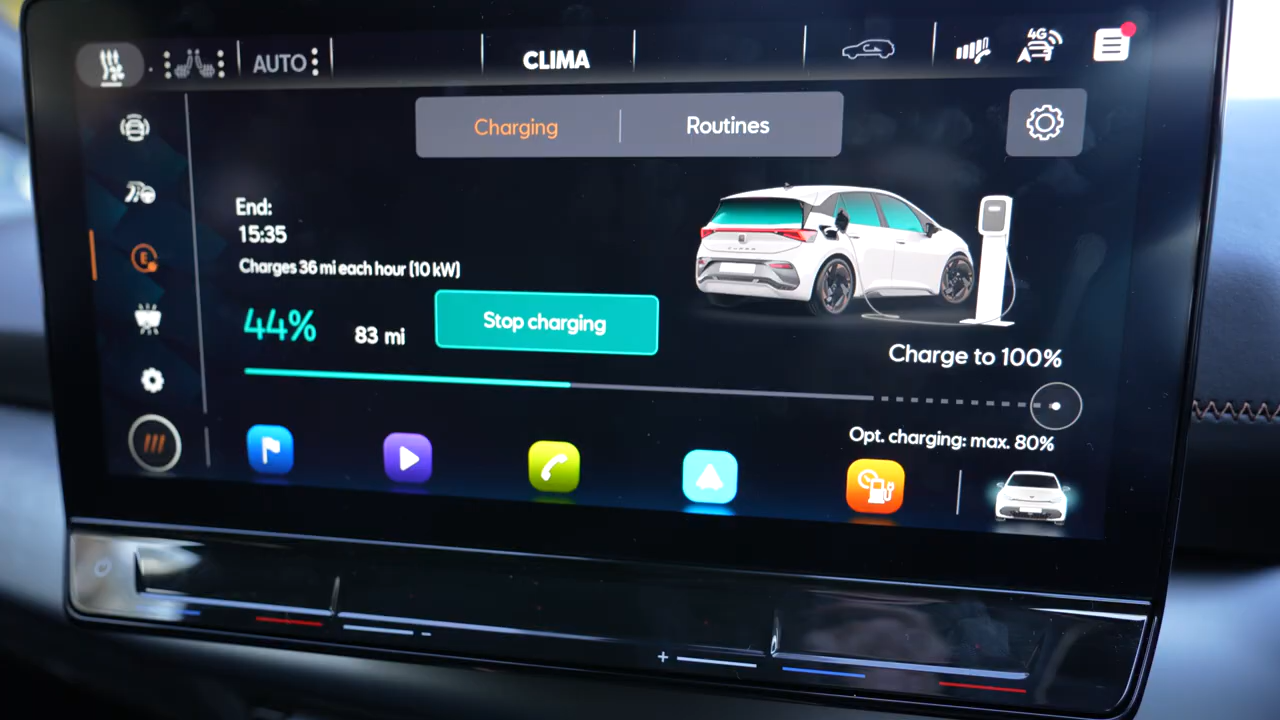 AUTO
CLIMA
4G
Charging
Routines
End:
15:35
Charges 36 mi each hour (10 kW)
44%
83 mi
Stop charging
Charge to 100%
Opt. charging: max. 80%